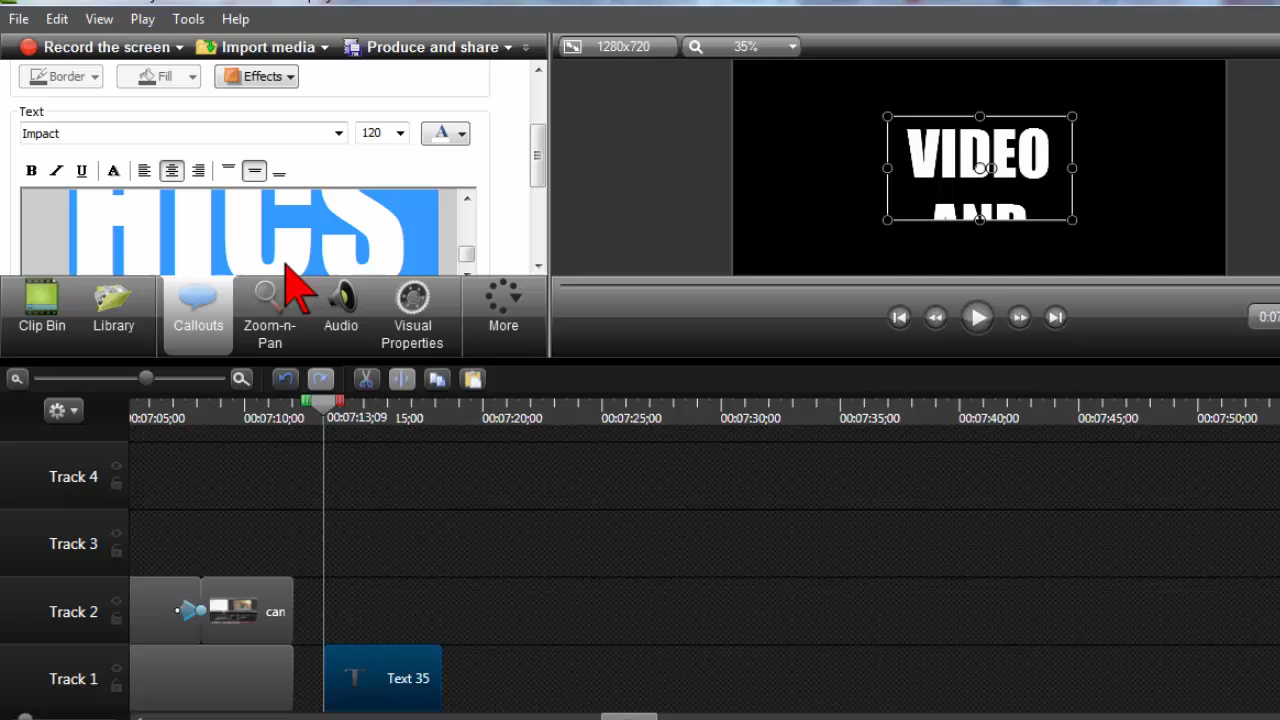 File Edit View Play Tools Help
Record the screen Import media Produce and share
1280x720 35%
Border Fill Effects
Text
Impact 120 A
B I U A
HICS
VIDEO
AND
Clip Bin Library Callouts Zoom-n-Pan Audio Visual Properties More
0:07
00:07:05;00 00:07:10;00 00:07:13;09 15;00 00:07:20;00 00:07:25;00 00:07:30;00 00:07:35;00 00:07:40;00 00:07:45;00 00:07:50;00
Track 4
Track 3
Track 2 can
Track 1 T Text 35